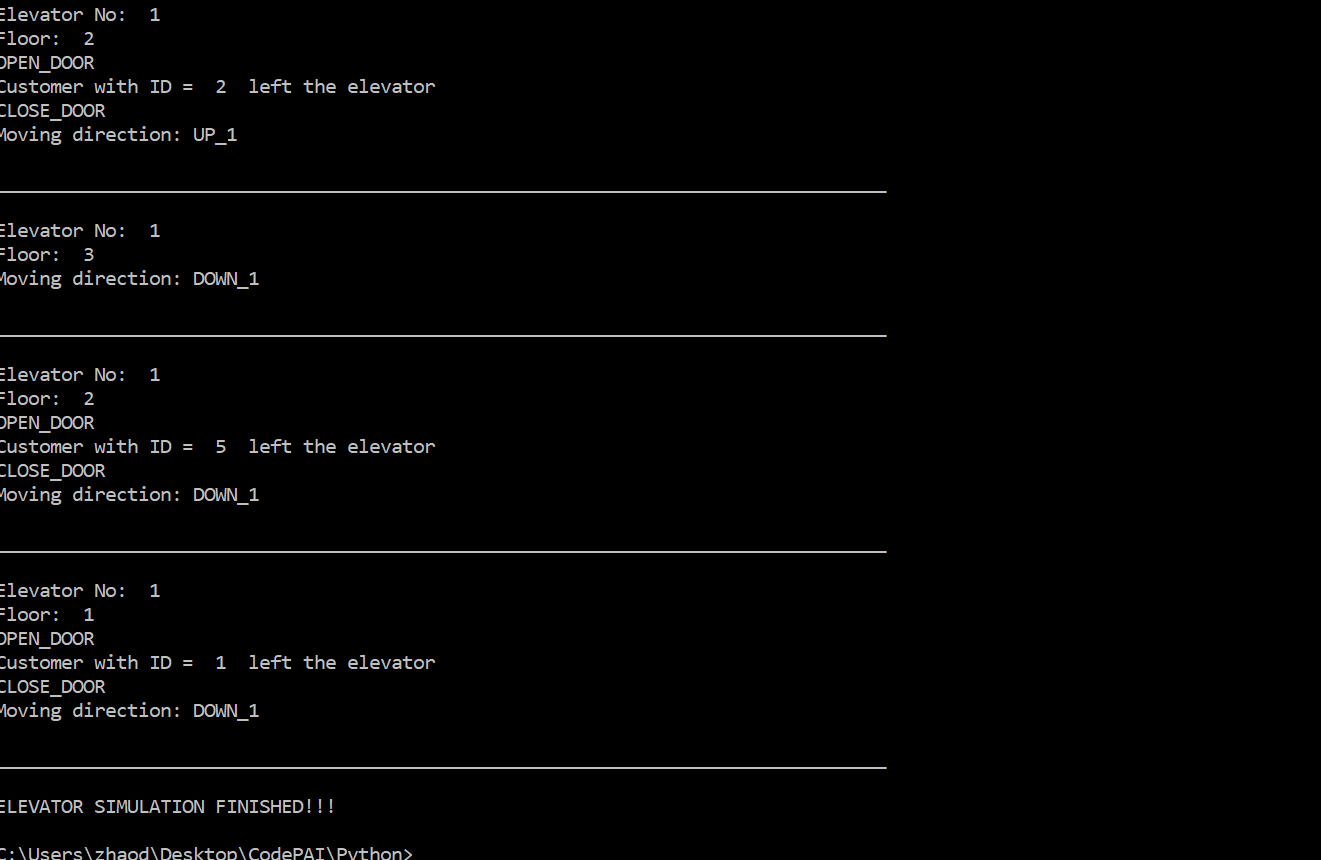 Elevator No:  1
Floor:  2
OPEN_DOOR
Customer with ID =  2  left the elevator
CLOSE_DOOR
Moving direction: UP_1
Elevator No:  1
Floor:  3
Moving direction: DOWN_1
Elevator No:  1
Floor:  2
OPEN_DOOR
Customer with ID =  5  left the elevator
CLOSE_DOOR
Moving direction: DOWN_1
Elevator No:  1
Floor:  1
OPEN_DOOR
Customer with ID =  1  left the elevator
CLOSE_DOOR
Moving direction: DOWN_1
ELEVATOR SIMULATION FINISHED!!!
C:\Users\zhaod\Desktop\CodePAI\Python>